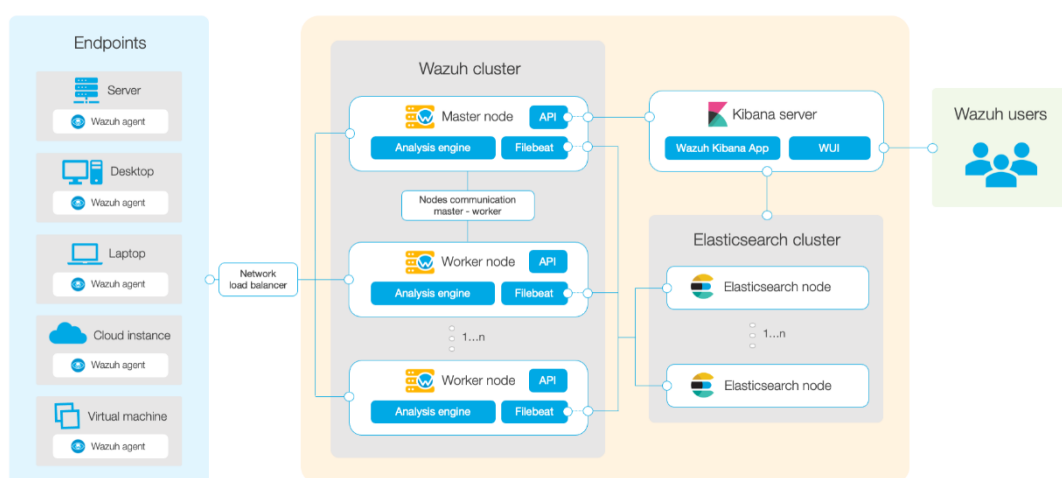 Endpoints
Server
Wazuh agent
Desktop
Wazuh agent
Laptop
Wazuh agent
Cloud instance
Wazuh agent
Virtual machine
Wazuh agent
Network
load balancer
Wazuh cluster
Master node
API
Analysis engine
Filebeat
Nodes communication
master - worker
Worker node
API
Analysis engine
Filebeat
1...n
Worker node
API
Analysis engine
Filebeat
Kibana server
Wazuh Kibana App
WUI
Elasticsearch cluster
Elasticsearch node
1...n
Elasticsearch node
Wazuh users